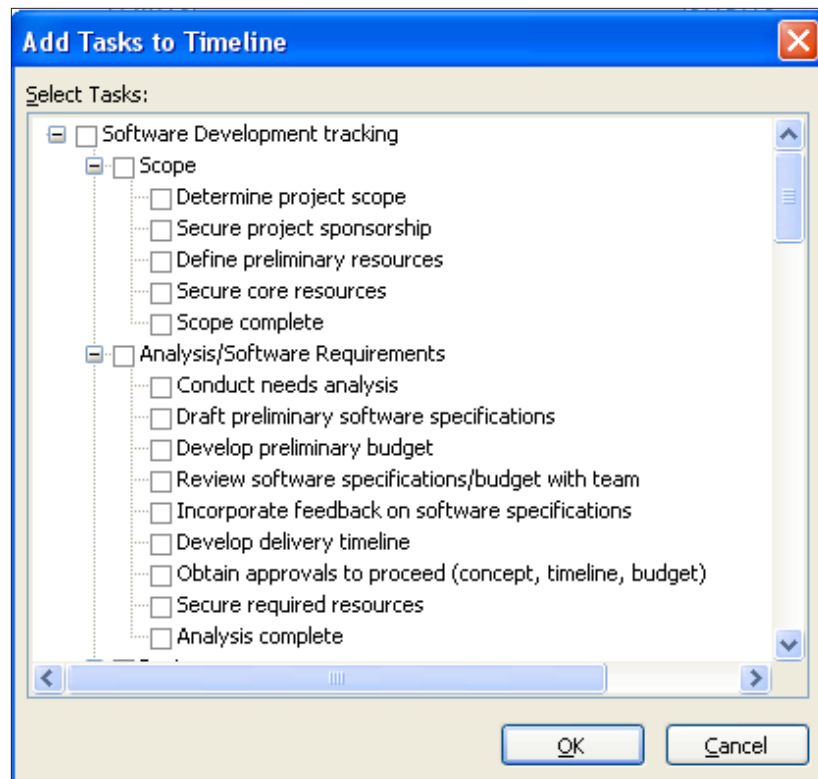 Add Tasks to Timeline
Select Tasks:
Software Development tracking
Scope
Determine project scope
Secure project sponsorship
Define preliminary resources
Secure core resources
Scope complete
Analysis/Software Requirements
Conduct needs analysis
Draft preliminary software specifications
Develop preliminary budget
Review software specifications/budget with team
Incorporate feedback on software specifications
Develop delivery timeline
Obtain approvals to proceed (concept, timeline, budget)
Secure required resources
Analysis complete
OK
Cancel